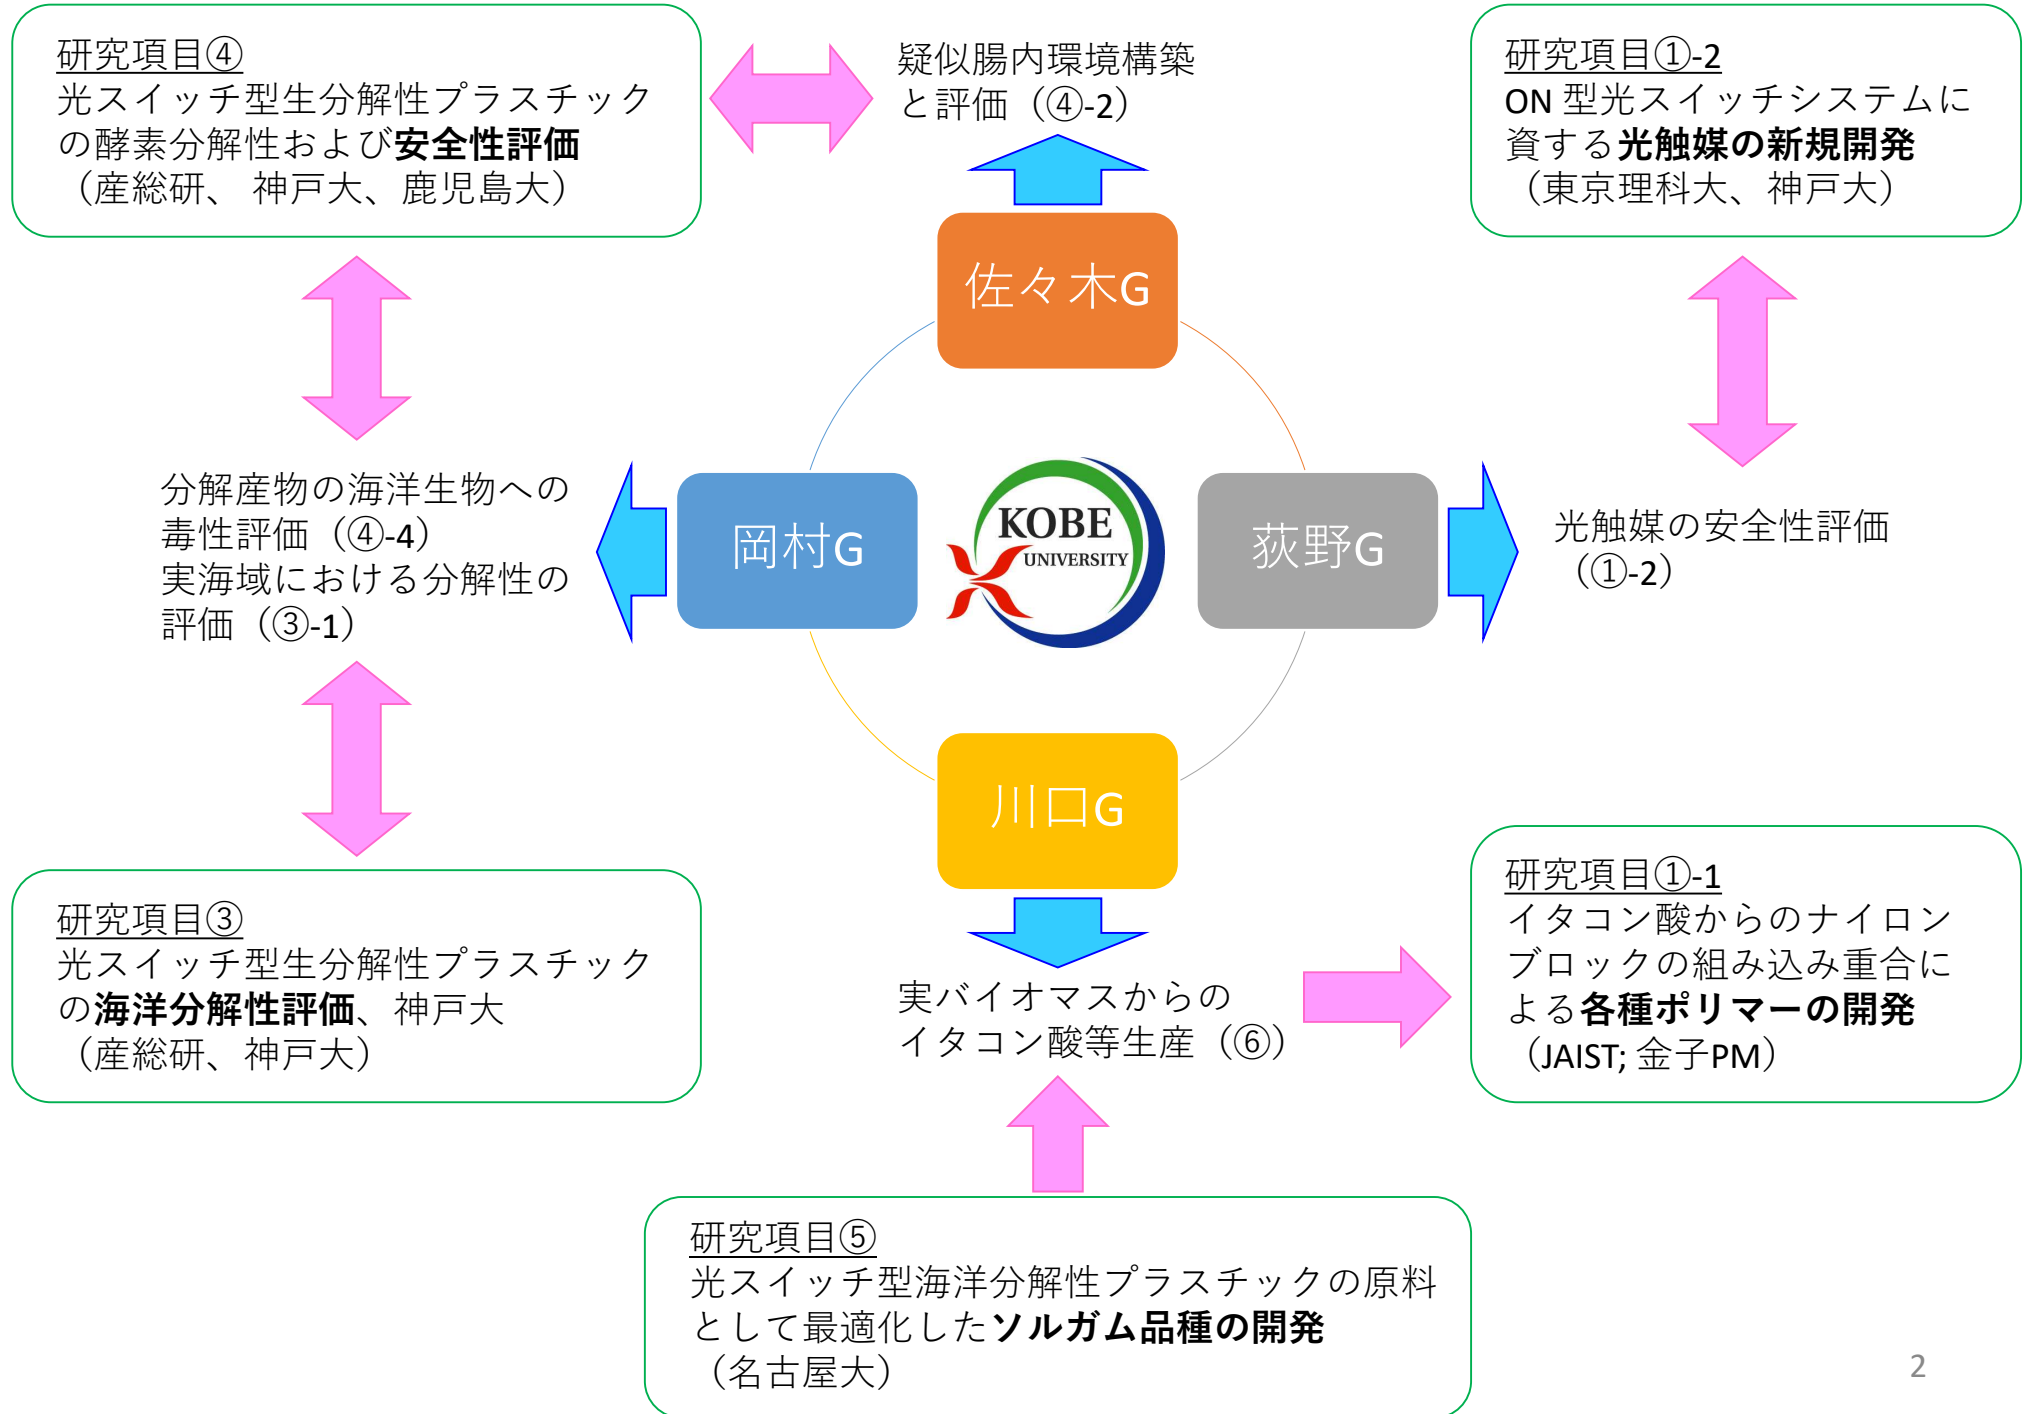 研究項目④
光スイッチ型生分解性プラスチック
の酵素分解性および安全性評価
（産総研、 神戸大、鹿児島大）
疑似腸内環境構築
と評価（④-2）
研究項目①-2
ON 型光スイッチシステムに
資する光触媒の新規開発
（東京理科大、神戸大）
佐々木G
分解産物の海洋生物への
毒性評価（④-4）
実海域における分解性の
評価（③-1）
岡村G
KOBE
UNIVERSITY
荻野G
光触媒の安全性評価
（①-2）
川口G
研究項目③
光スイッチ型生分解性プラスチック
の海洋分解性評価、神戸大
（産総研、神戸大）
実バイオマスからの
イタコン酸等生産（⑥）
研究項目①-1
イタコン酸からのナイロン
ブロックの組み込み重合に
よる各種ポリマーの開発
（JAIST; 金子PM）
研究項目⑤
光スイッチ型海洋分解性プラスチックの原料
として最適化したソルガム品種の開発
（名古屋大）
2